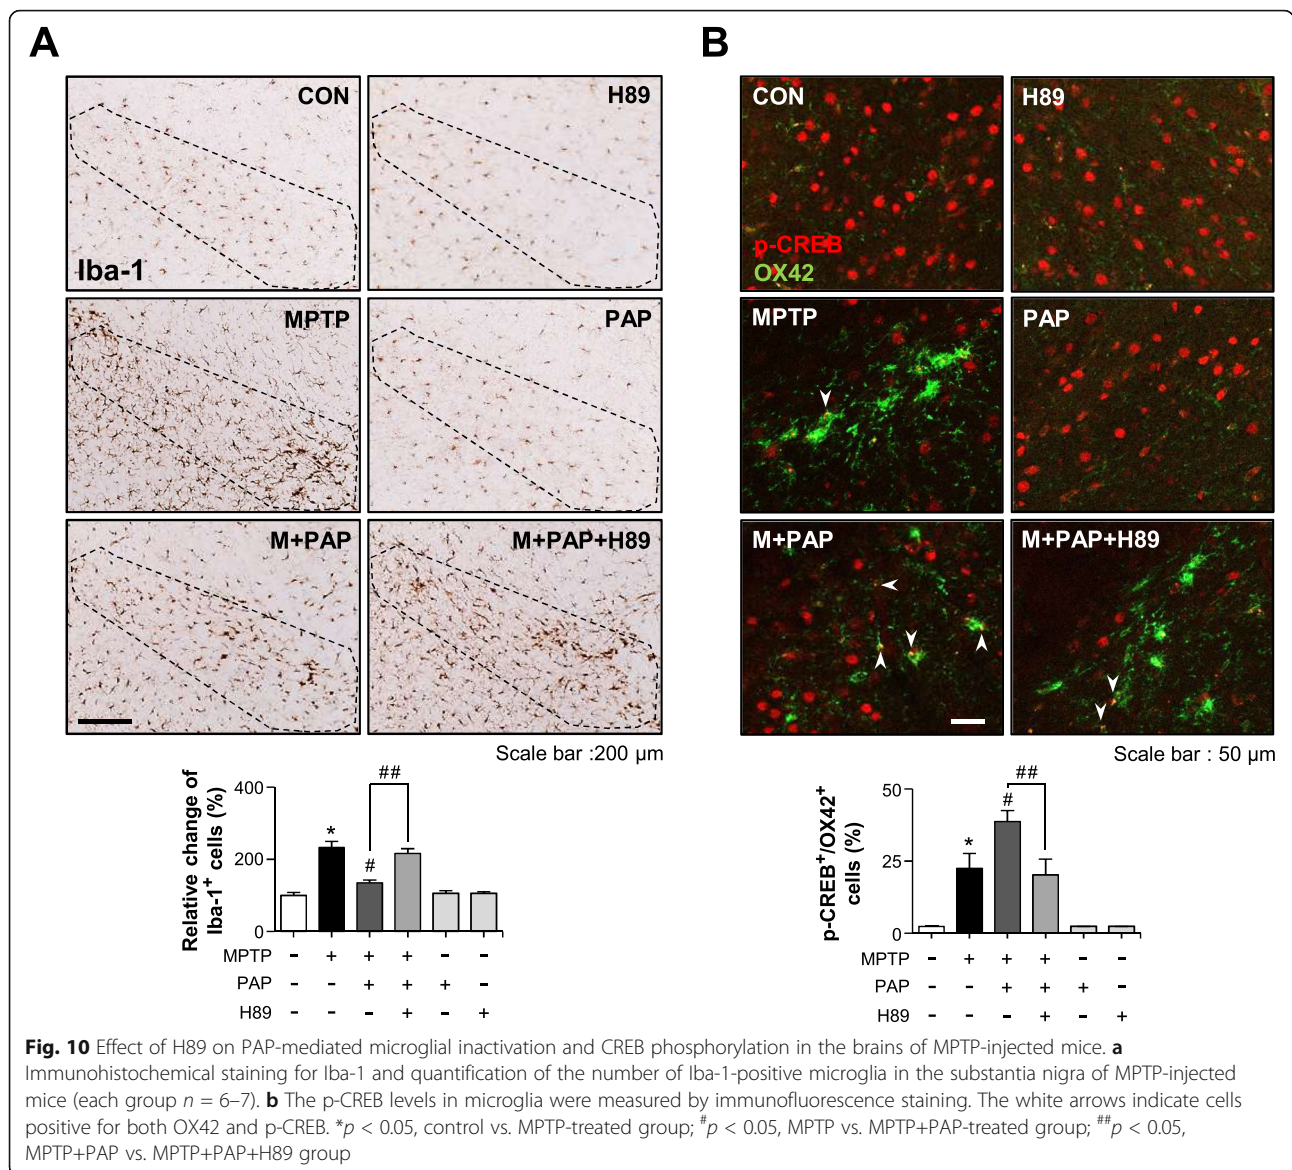 A
CON
H89
Iba-1
MPTP
PAP
M+PAP
M+PAP+H89
Scale bar :200 µm
Relative change of
Iba-1+ cells (%)
400
200
0
*
#
##
MPTP - + + + - -
PAP - - + + + -
H89 - - - + - +
B
CON
H89
p-CREB
OX42
MPTP
PAP
M+PAP
M+PAP+H89
Scale bar : 50 µm
p-CREB+/OX42+
cells (%)
50
25
0
*
#
##
MPTP - + + + - -
PAP - - + + + -
H89 - - - + - +
Fig. 10 Effect of H89 on PAP-mediated microglial inactivation and CREB phosphorylation in the brains of MPTP-injected mice. a
Immunohistochemical staining for Iba-1 and quantification of the number of Iba-1-positive microglia in the substantia nigra of MPTP-injected
mice (each group n = 6–7). b The p-CREB levels in microglia were measured by immunofluorescence staining. The white arrows indicate cells
positive for both OX42 and p-CREB. *p < 0.05, control vs. MPTP-treated group; #p < 0.05, MPTP vs. MPTP+PAP-treated group; ##p < 0.05,
MPTP+PAP vs. MPTP+PAP+H89 group